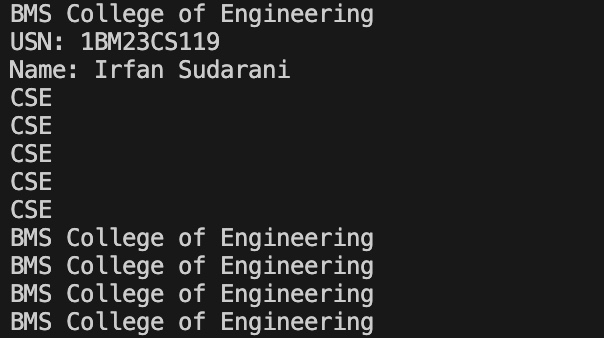 BMS College of Engineering
USN: 1BM23CS119
Name: Irfan Sudarani
CSE
CSE
CSE
CSE
CSE
BMS College of Engineering
BMS College of Engineering
BMS College of Engineering
BMS College of Engineering